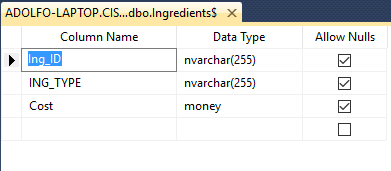 ADOLFO-LAPTOP.CIS...dbo.Ingredients$
Column Name Data Type Allow Nulls
Ing_ID nvarchar(255)
ING_TYPE nvarchar(255)
Cost money